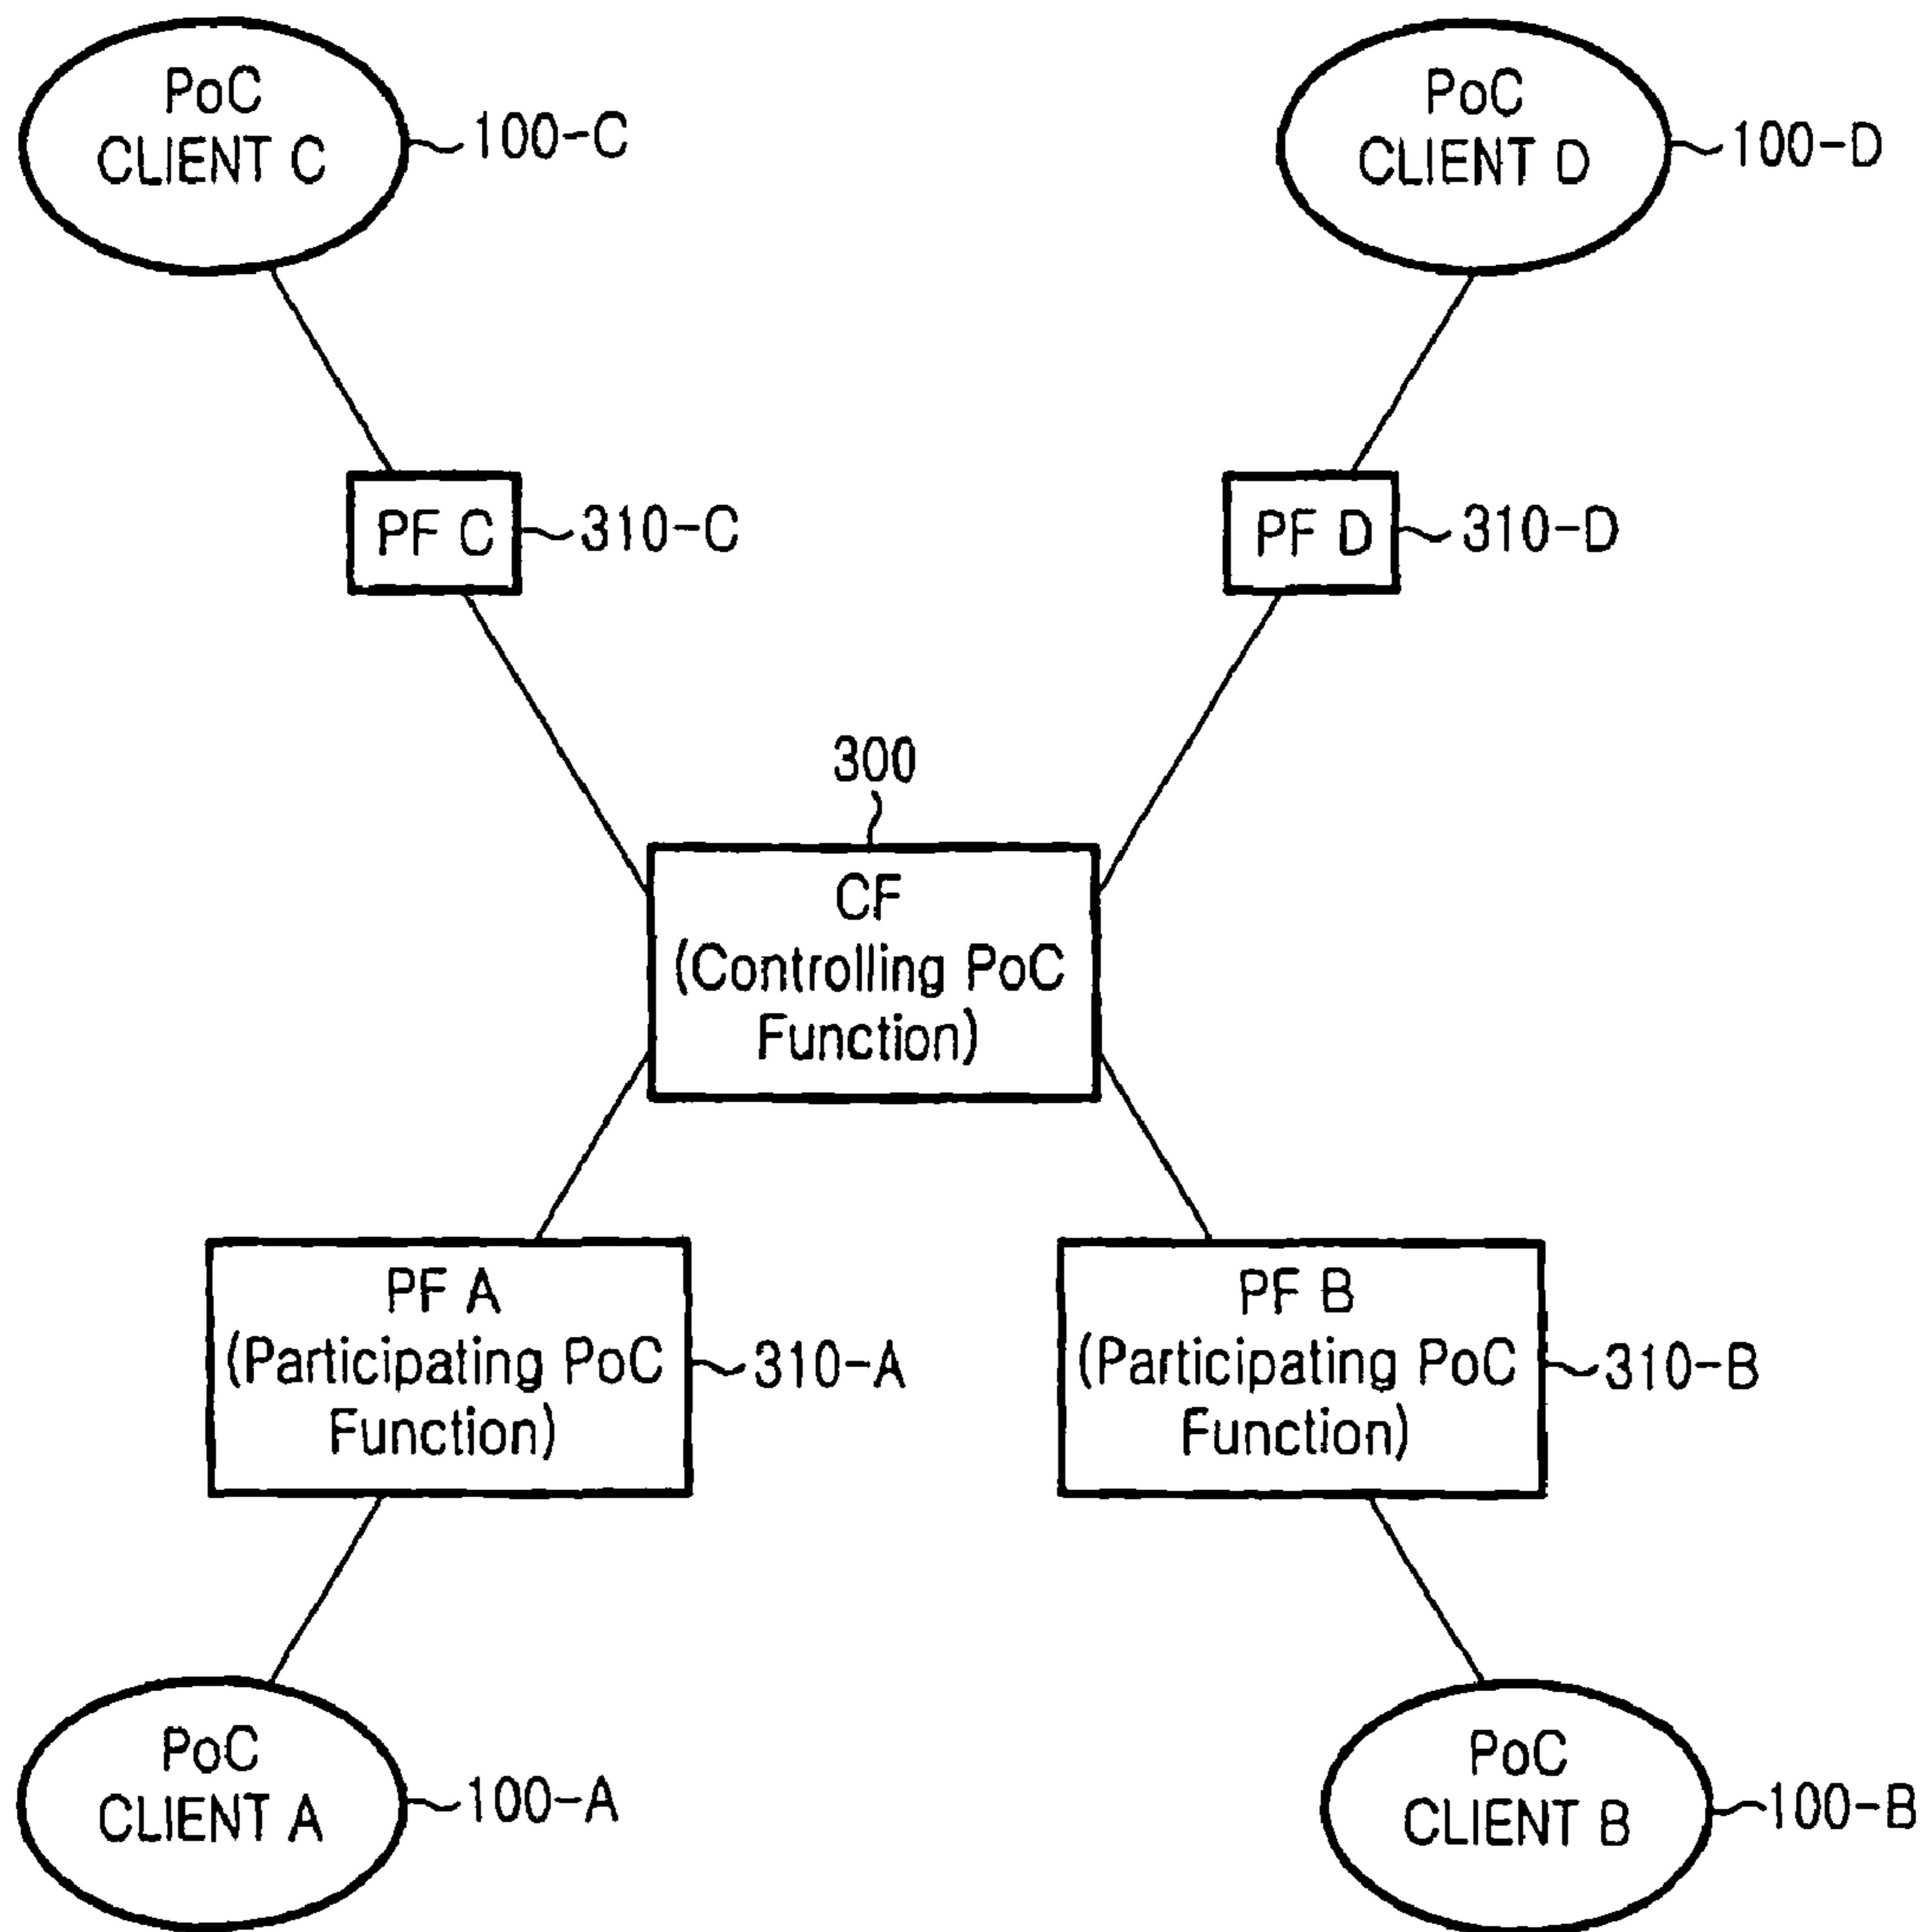 PoC
CLIENT C
100-C
PoC
CLIENT D
100-D
PF C
310-C
PF D
310-D
300
CF
(Controlling PoC
Function)
PF A
(Participating PoC
Function)
310-A
PF B
(Participating PoC
Function)
310-B
PoC
CLIENT A
100-A
PoC
CLIENT B
100-B